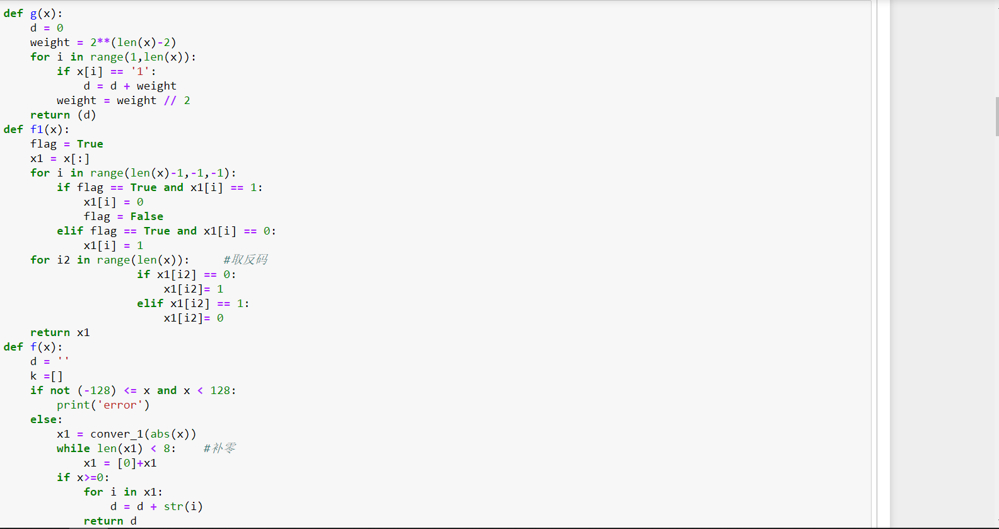 def g(x):
    d = 0
    weight = 2**(len(x)-2)
    for i in range(1,len(x)):
        if x[i] == '1':
            d = d + weight
        weight = weight // 2
    return (d)
def f1(x):
    flag = True
    x1 = x[:]
    for i in range(len(x)-1,-1,-1):
        if flag == True and x1[i] == 1:
            x1[i] = 0
            flag = False
        elif flag == True and x1[i] == 0:
            x1[i] = 1
    for i2 in range(len(x)):     #取反码
                    if x1[i2] == 0:
                        x1[i2]= 1
                    elif x1[i2] == 1:
                        x1[i2]= 0
    return x1
def f(x):
    d = ''
    k =[]
    if not (-128) <= x and x < 128:
        print('error')
    else:
        x1 = conver_1(abs(x))
        while len(x1) < 8:    #补零
            x1 = [0]+x1
        if x>=0:
            for i in x1:
                d = d + str(i)
            return d